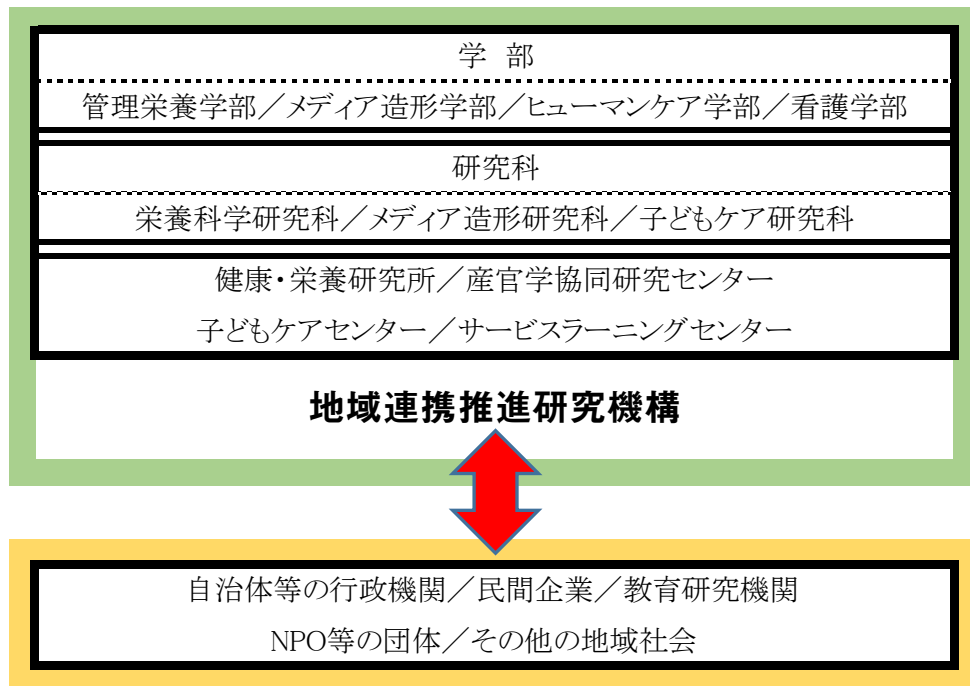 学 部
管理栄養学部／メディア造形学部／ヒューマンケア学部／看護学部
研究科
栄養科学研究科／メディア造形研究科／子どもケア研究科
健康・栄養研究所／産官学協同研究センター
子どもケアセンター／サービスラーニングセンター
地域連携推進研究機構
自治体等の行政機関／民間企業／教育研究機関
NPO等の団体／その他の地域社会